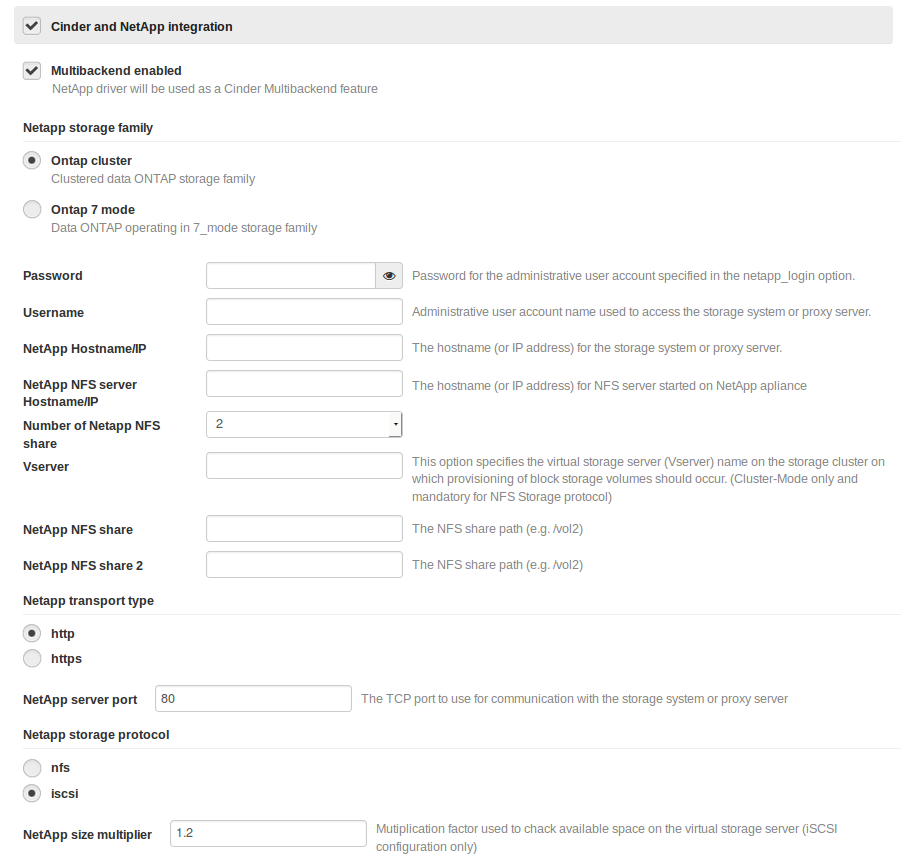 Cinder and NetApp integration
Multibackend enabled
NetApp driver will be used as a Cinder Multibackend feature
Netapp storage family
Ontap cluster
Clustered data ONTAP storage family
Ontap 7 mode
Data ONTAP operating in 7_mode storage family
Password
Password for the administrative user account specified in the netapp_login option.
Username
Administrative user account name used to access the storage system or proxy server.
NetApp Hostname/IP
The hostname (or IP address) for the storage system or proxy server.
NetApp NFS server
Hostname/IP
The hostname (or IP address) for NFS server started on NetApp apliance
Number of Netapp NFS
share
2
Vserver
This option specifies the virtual storage server (Vserver) name on the storage cluster on
which provisioning of block storage volumes should occur. (Cluster-Mode only and
mandatory for NFS Storage protocol)
NetApp NFS share
The NFS share path (e.g. /vol2)
NetApp NFS share 2
The NFS share path (e.g. /vol2)
Netapp transport type
http
https
NetApp server port
80
The TCP port to use for communication with the storage system or proxy server
Netapp storage protocol
nfs
iscsi
NetApp size multiplier
1.2
Mutiplication factor used to chack available space on the virtual storage server (iSCSI
configuration only)